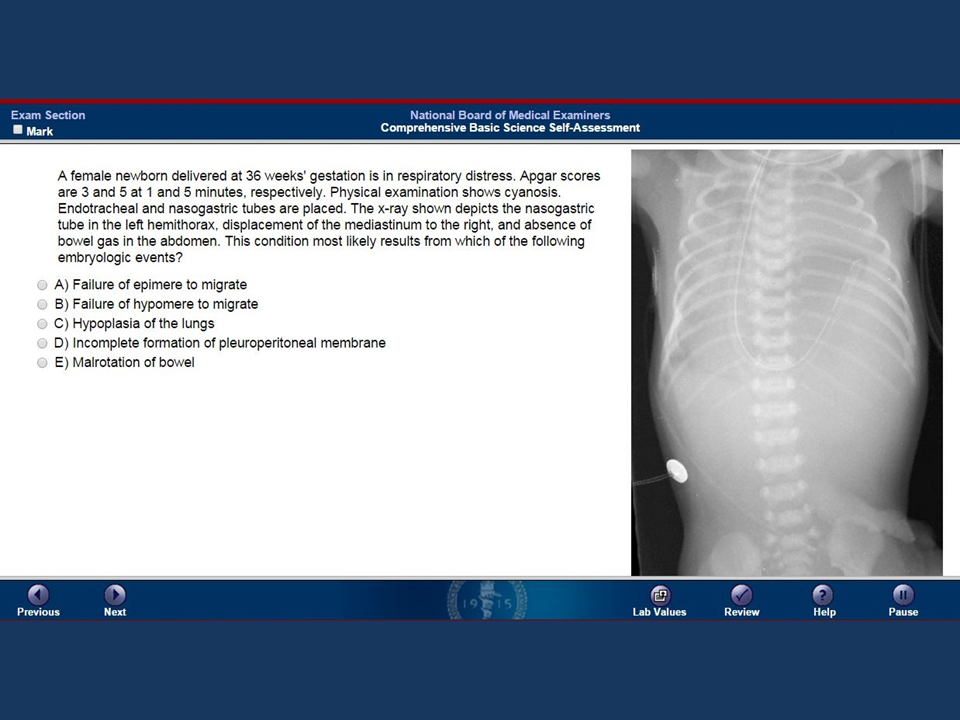 Exam Section
Mark
National Board of Medical Examiners
Comprehensive Basic Science Self-Assessment
A female newborn delivered at 36 weeks' gestation is in respiratory distress. Apgar scores
are 3 and 5 at 1 and 5 minutes, respectively. Physical examination shows cyanosis.
Endotracheal and nasogastric tubes are placed. The x-ray shown depicts the nasogastric
tube in the left hemithorax, displacement of the mediastinum to the right, and absence of
bowel gas in the abdomen. This condition most likely results from which of the following
embryologic events?
A) Failure of epimere to migrate
B) Failure of hypomere to migrate
C) Hypoplasia of the lungs
D) Incomplete formation of pleuroperitoneal membrane
E) Malrotation of bowel
Previous
Next
19 15
Lab Values
Review
Help
Pause